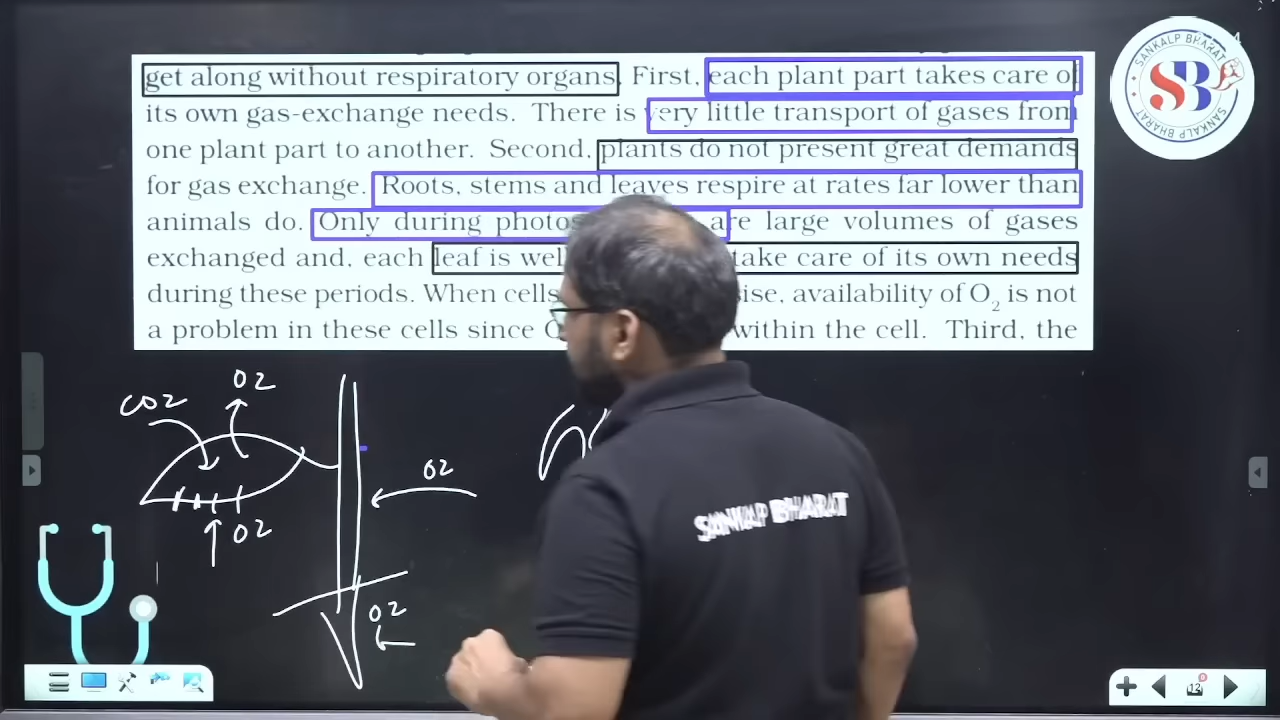 get along without respiratory organs. First, each plant part takes care of
its own gas-exchange needs. There is very little transport of gases from
one plant part to another. Second, plants do not present great demands
for gas exchange. Roots, stems and leaves respire at rates far lower than
animals do. Only during are large volumes of gases
exchanged and, each leaf is take care of its own needs
during these periods. When cells availability of O2 is not
a problem in these cells since within the cell. Third, the
SANKALP BHARAT
SB
SANKALP BHARAT
CO2
O2
O2
O2
O2
SANKALP BHARAT
12